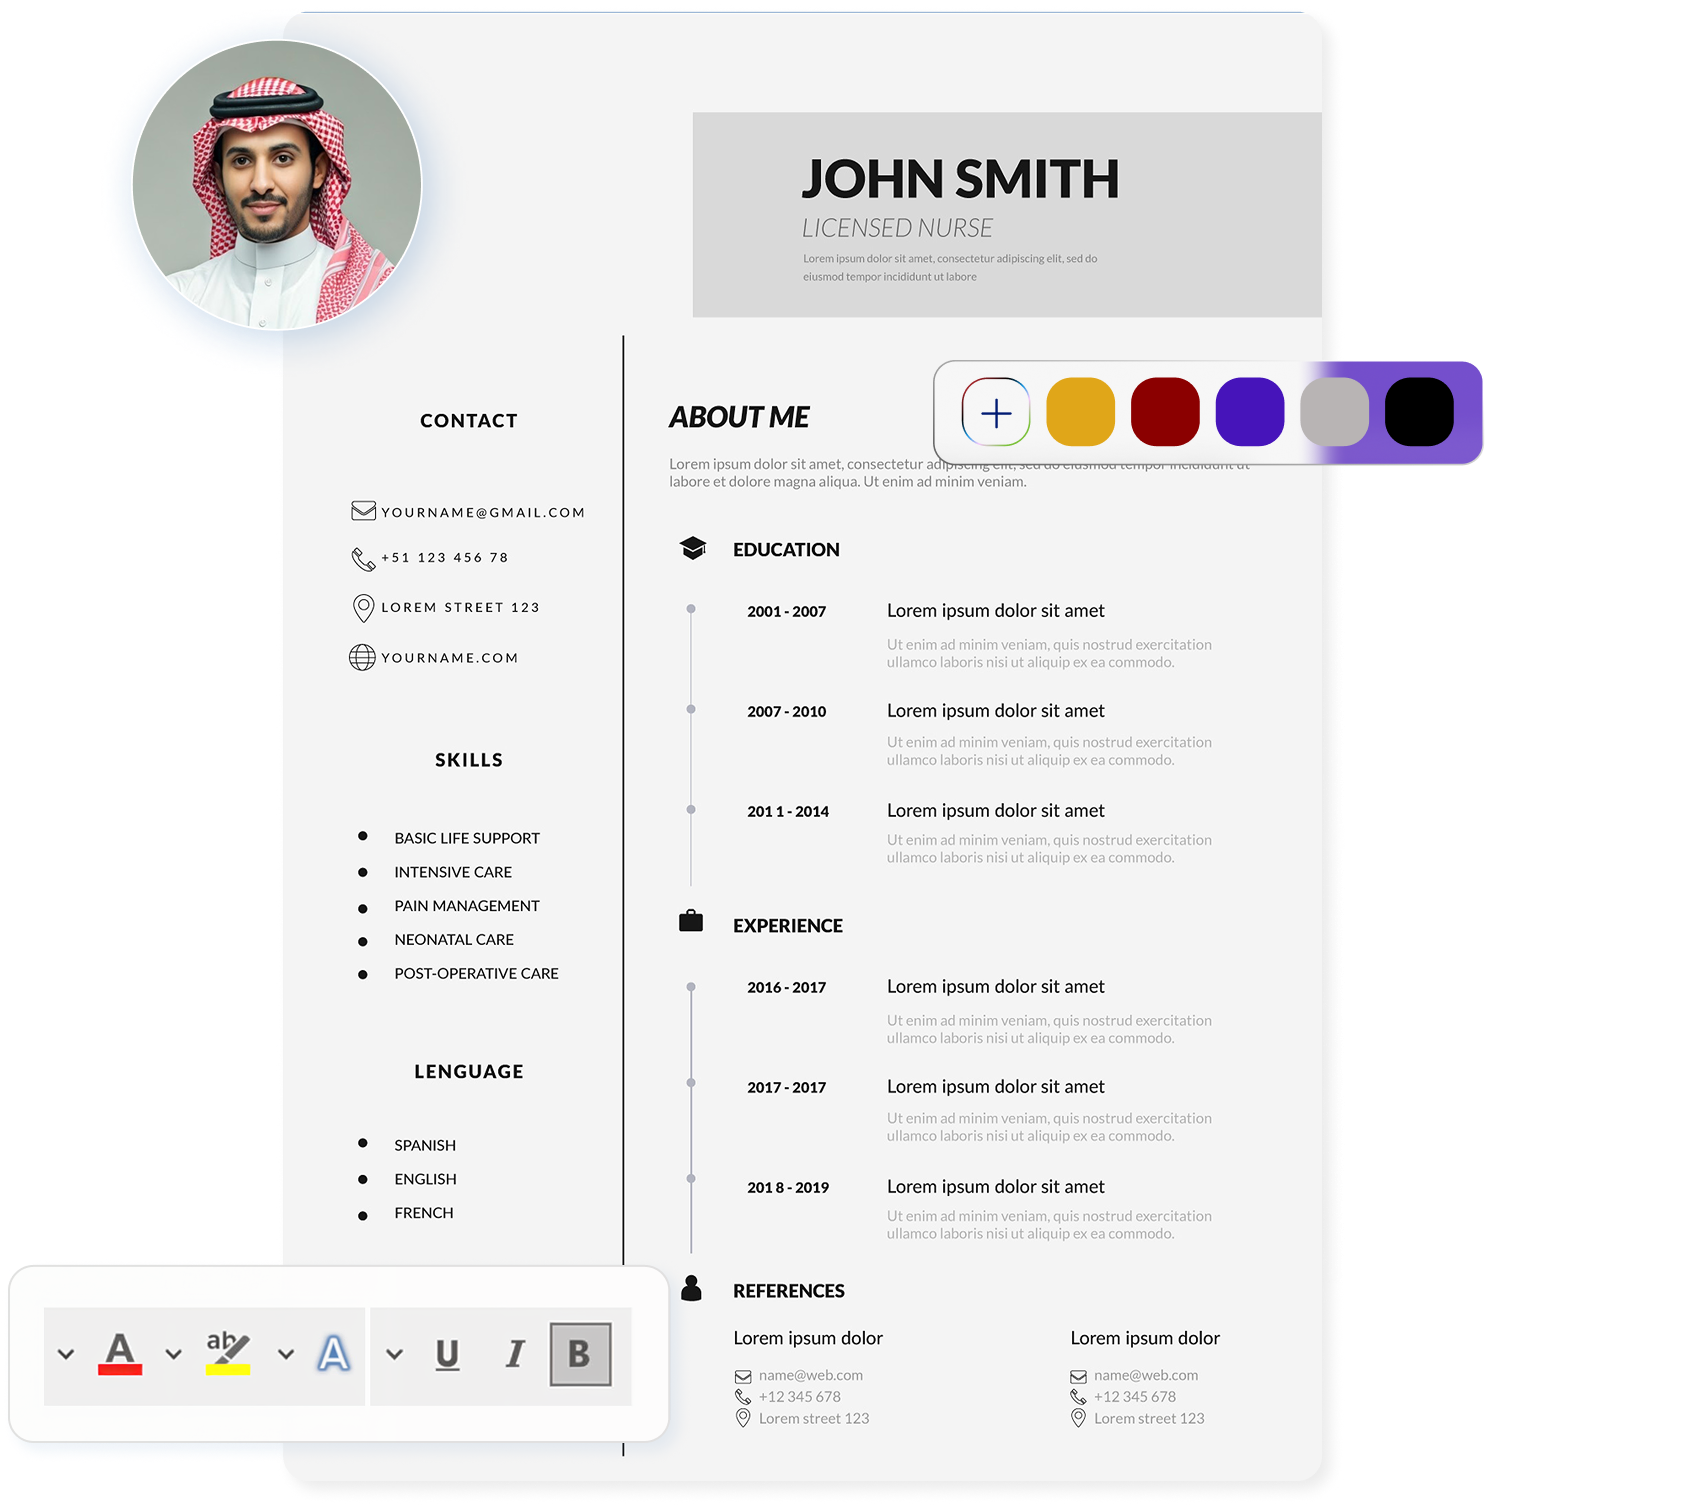 JOHN SMITH
LICENSED NURSE
Lorem ipsum dolor sit amet, consectetur adipiscing elit, sed do
eiusmod tempor incididunt ut labore
CONTACT
YOURNAME@GMAIL.COM
+51 123 456 78
LOREM STREET 123
YOURNAME.COM
SKILLS
BASIC LIFE SUPPORT
INTENSIVE CARE
PAIN MANAGEMENT
NEONATAL CARE
POST-OPERATIVE CARE
LENGUAGE
SPANISH
ENGLISH
FRENCH
ABOUT ME
Lorem ipsum dolor sit amet, consectetur adipiscing elit, sed do eiusmod tempor incididunt ut
labore et dolore magna aliqua. Ut enim ad minim veniam.
EDUCATION
2001 - 2007 Lorem ipsum dolor sit amet
Ut enim ad minim veniam, quis nostrud exercitation
ullamco laboris nisi ut aliquip ex ea commodo.
2007 - 2010 Lorem ipsum dolor sit amet
Ut enim ad minim veniam, quis nostrud exercitation
ullamco laboris nisi ut aliquip ex ea commodo.
2011 - 2014 Lorem ipsum dolor sit amet
Ut enim ad minim veniam, quis nostrud exercitation
ullamco laboris nisi ut aliquip ex ea commodo.
EXPERIENCE
2016 - 2017 Lorem ipsum dolor sit amet
Ut enim ad minim veniam, quis nostrud exercitation
ullamco laboris nisi ut aliquip ex ea commodo.
2017 - 2017 Lorem ipsum dolor sit amet
Ut enim ad minim veniam, quis nostrud exercitation
ullamco laboris nisi ut aliquip ex ea commodo.
2018 - 2019 Lorem ipsum dolor sit amet
Ut enim ad minim veniam, quis nostrud exercitation
ullamco laboris nisi ut aliquip ex ea commodo.
REFERENCES
Lorem ipsum dolor
name@web.com
+12 345 678
Lorem street 123
Lorem ipsum dolor
name@web.com
+12 345 678
Lorem street 123
A ab A U I B